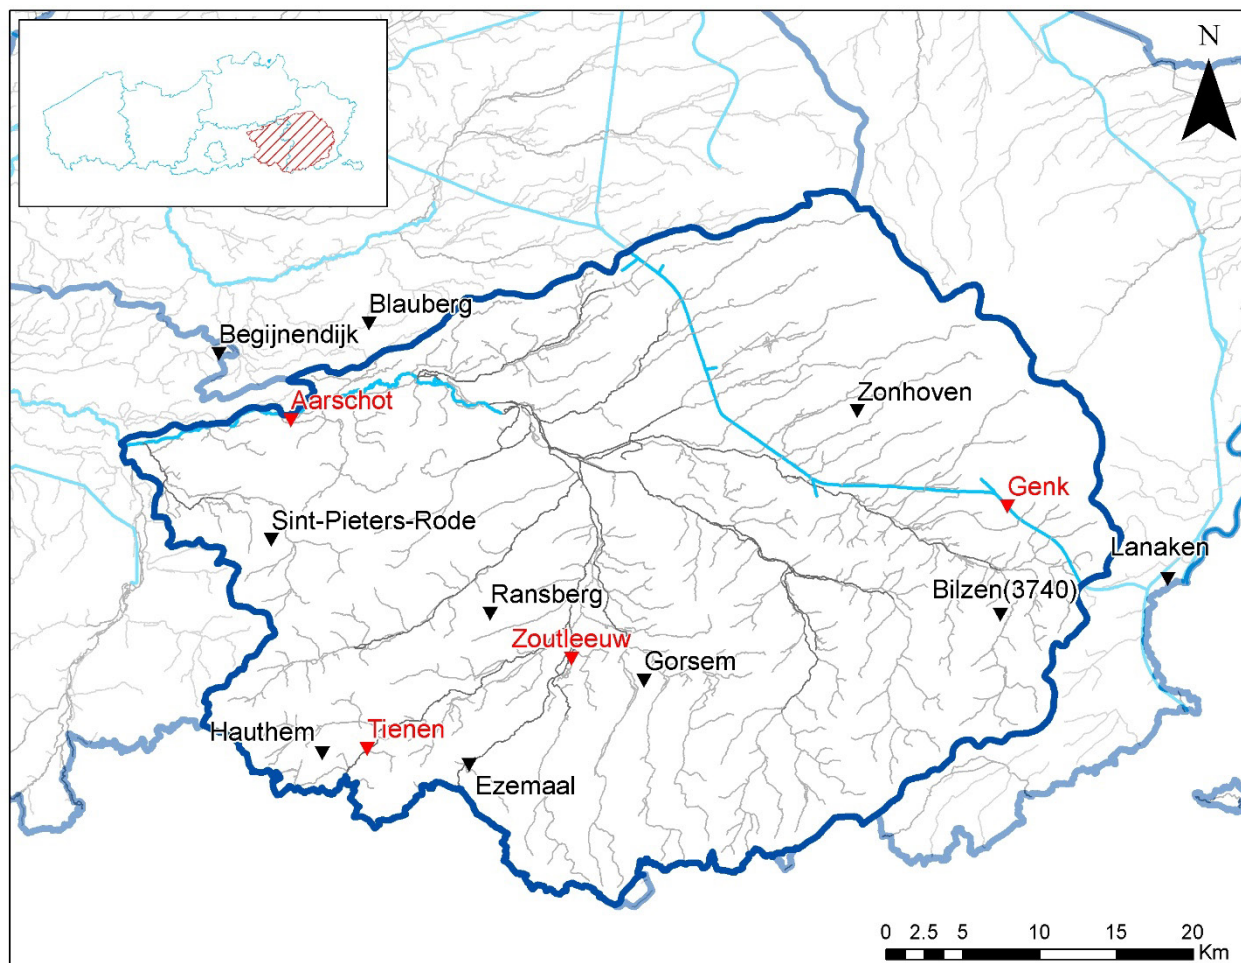 N
Blauberg
Begijnendijk
Aarschot
Zonhoven
Genk
Sint-Pieters-Rode
Lanaken
Ransberg
Bilzen(3740)
Zoutleeuw
Gorsem
Hauthem
Tienen
Ezemaal
0 2.5 5 10 15 20
Km